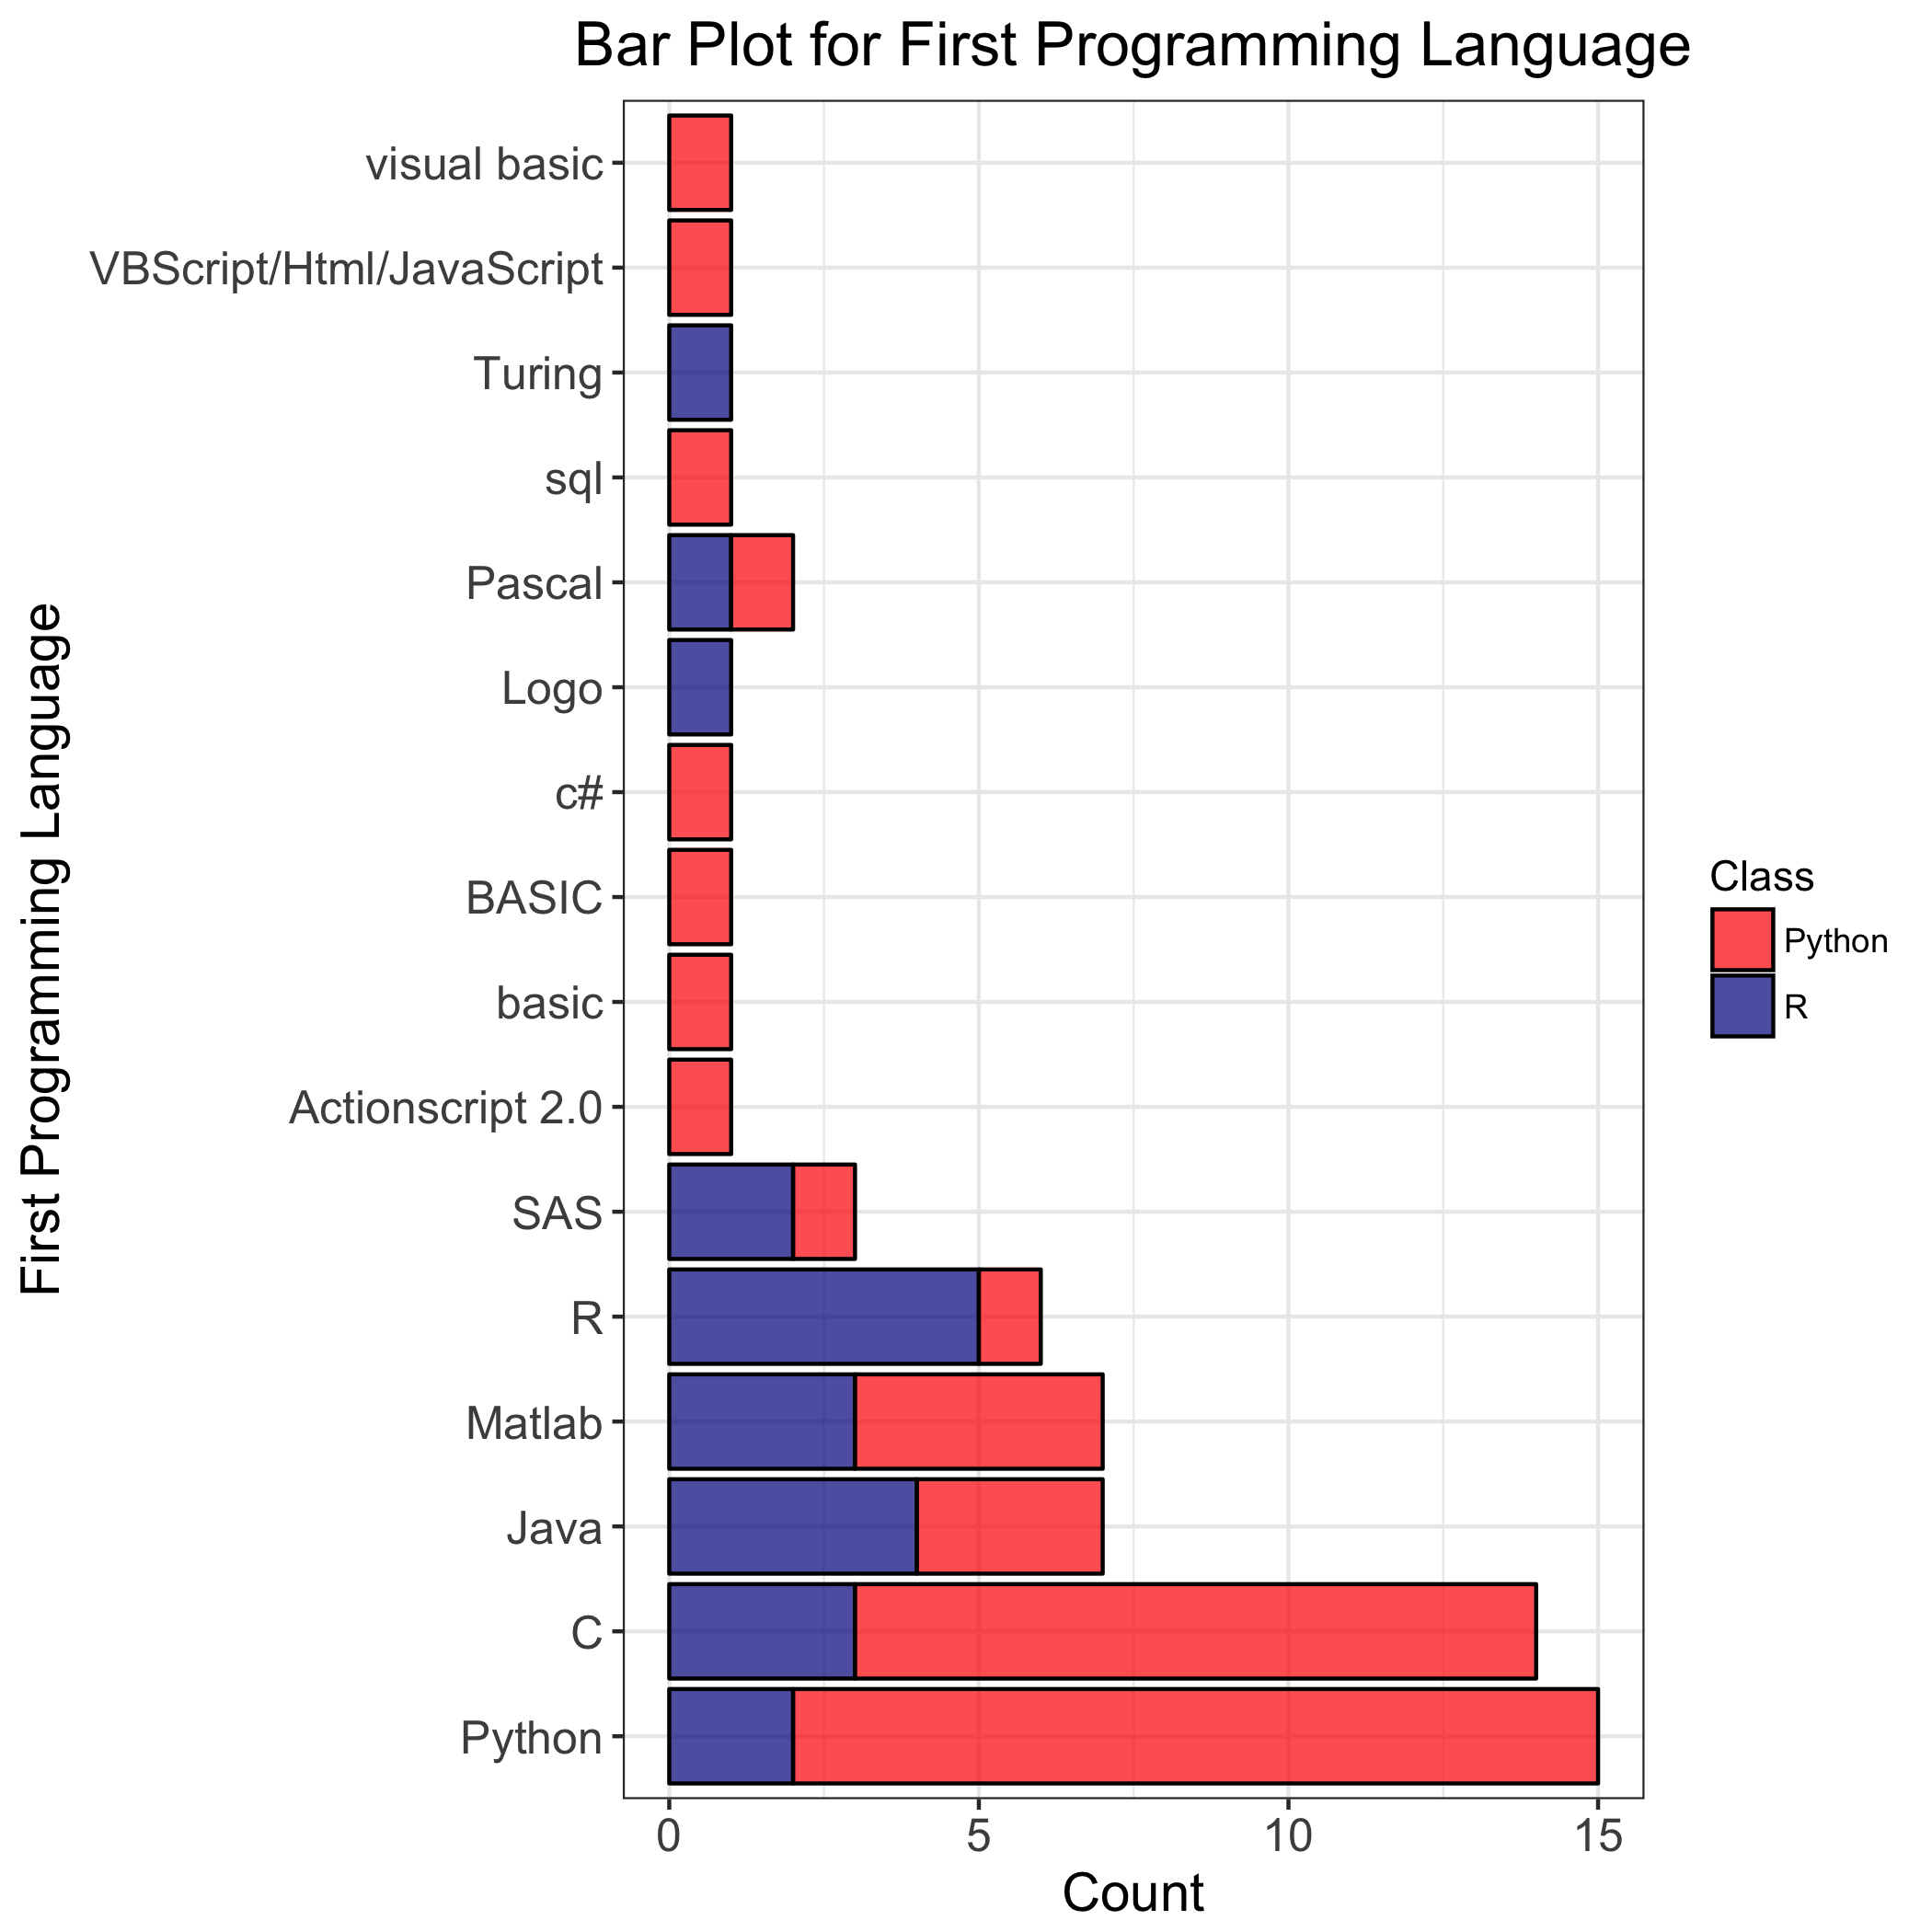 Bar Plot for First Programming Language
First Programming Language
visual basic
VBScript/Html/JavaScript
Turing
sql
Pascal
Logo
c#
BASIC
basic
Actionscript 2.0
SAS
R
Matlab
Java
C
Python
0 5 10 15
Count
Class
Python
R